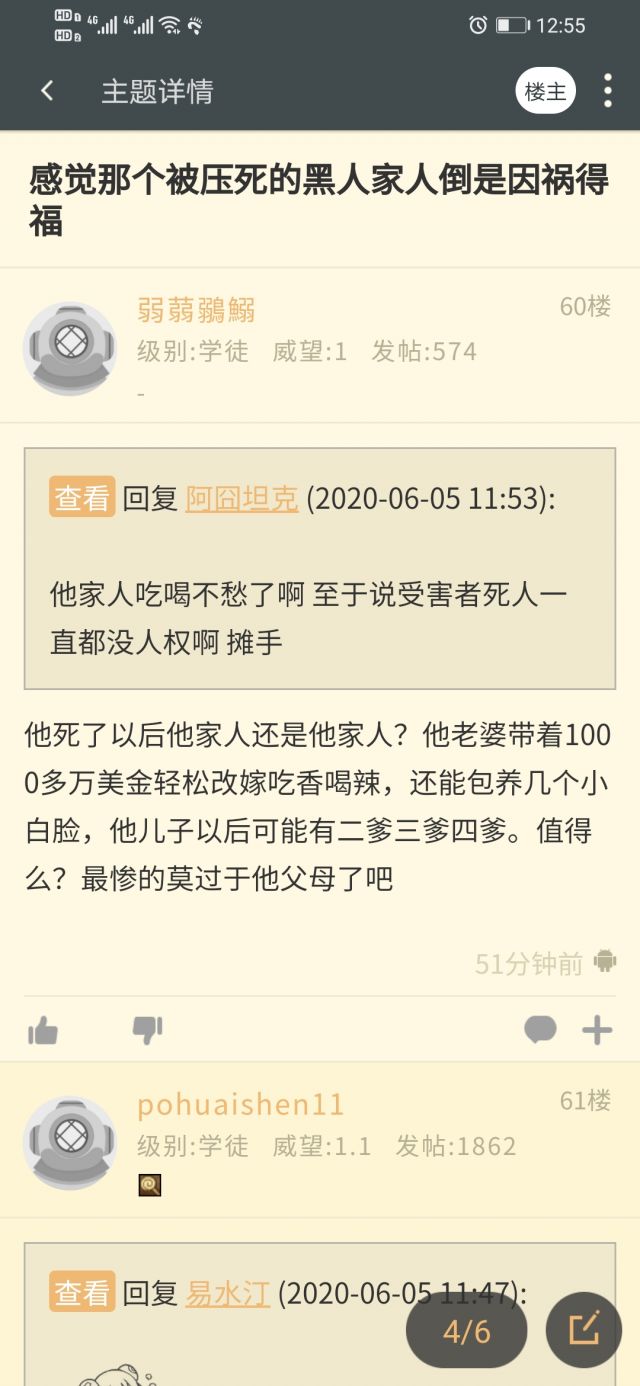 HD 1 4G 4G 12:55
HD 2
主题详情
楼主
感觉那个被压死的黑人家人倒是因祸得
福
弱蒻鶸鰯
60楼
级别:学徒 威望:1 发帖:574
-
查看 回复 阿囧坦克 (2020-06-05 11:53):
他家人吃喝不愁了啊 至于说受害者死人一
直都没人权啊 摊手
他死了以后他家人还是他家人？他老婆带着100
0多万美金轻松改嫁吃香喝辣，还能包养几个小
白脸，他儿子以后可能有二爹三爹四爹。值得
么？最惨的莫过于他父母了吧
51分钟前
pohuaishen11
61楼
级别:学徒 威望:1.1 发帖:1862
查看 回复 易水汀 (2020-06-05 11:47):
4/6